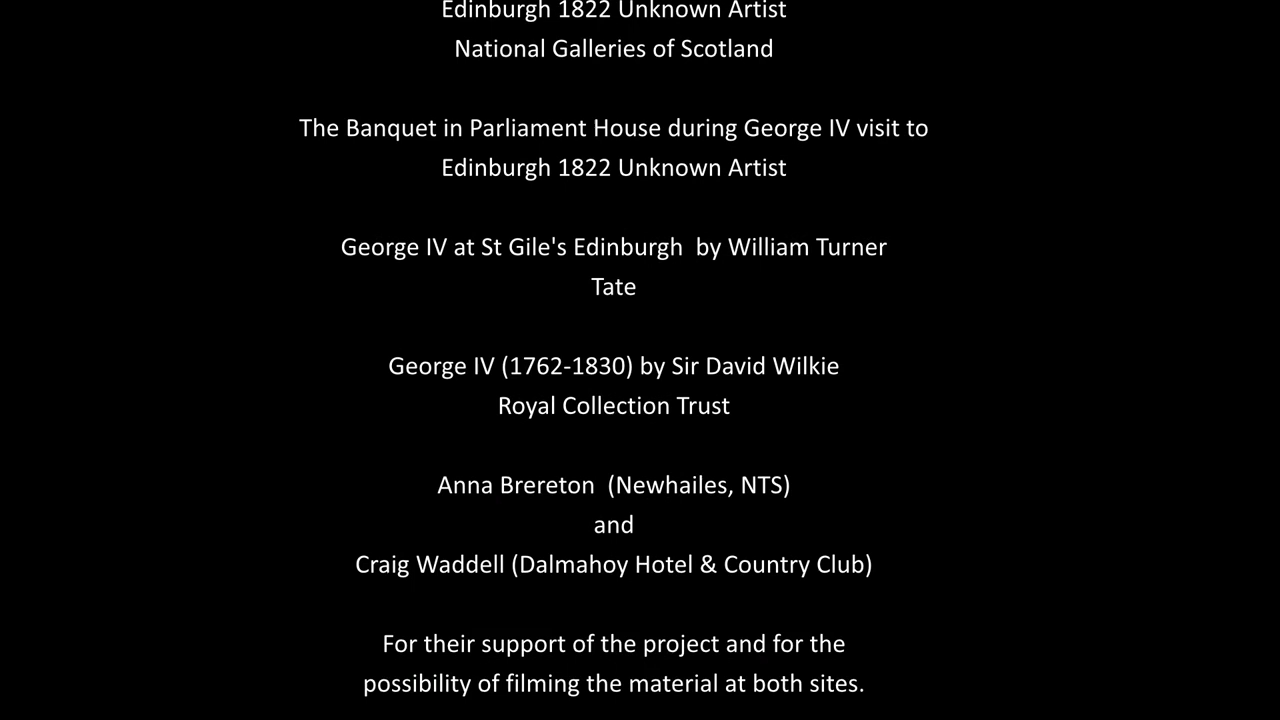 Edinburgh 1822 Unknown Artist
National Galleries of Scotland
The Banquet in Parliament House during George IV visit to
Edinburgh 1822 Unknown Artist
George IV at St Gile's Edinburgh  by William Turner
Tate
George IV (1762-1830) by Sir David Wilkie
Royal Collection Trust
Anna Brereton  (Newhailes, NTS)
and
Craig Waddell (Dalmahoy Hotel & Country Club)
For their support of the project and for the
possibility of filming the material at both sites.